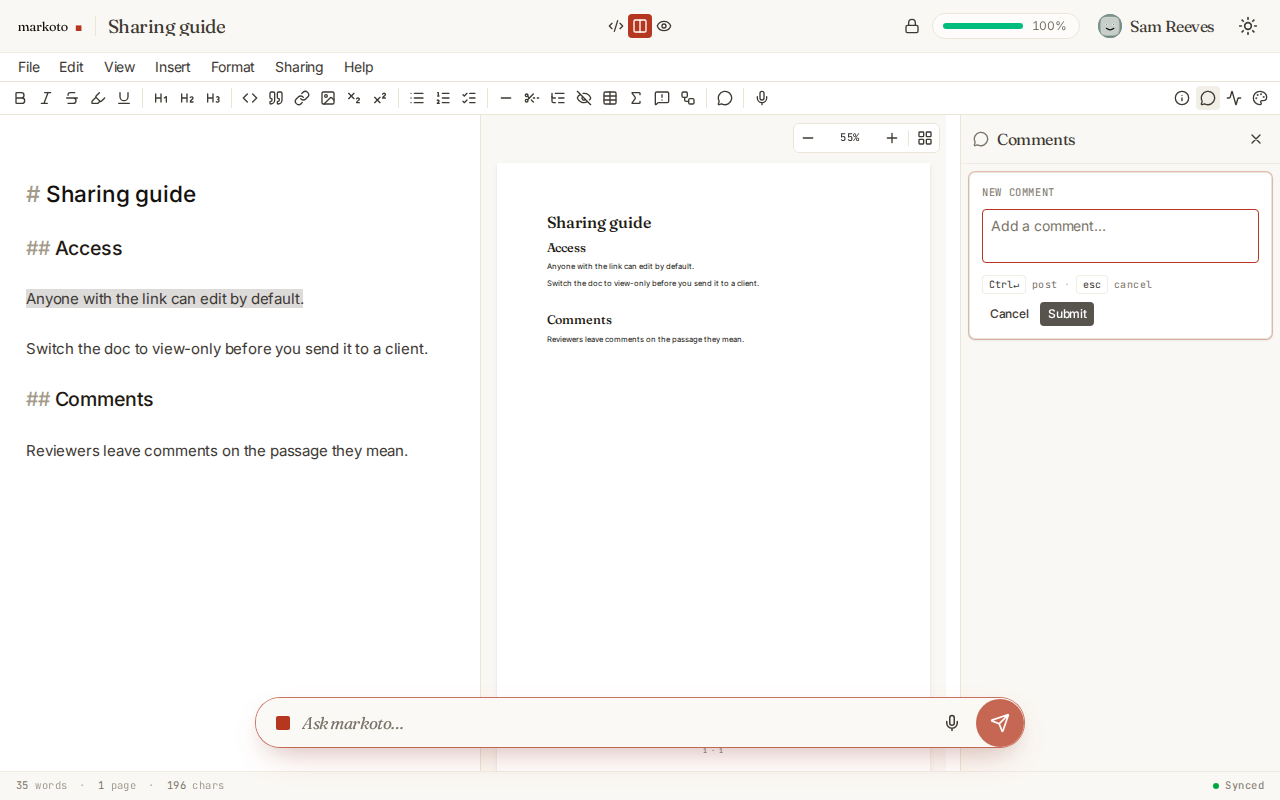 markoto
Sharing guide
100%
Sam Reeves
File Edit View Insert Format Sharing Help
H1 H2 H3
X2 X2
55%
# Sharing guide
## Access
Anyone with the link can edit by default.
Switch the doc to view-only before you send it to a client.
## Comments
Reviewers leave comments on the passage they mean.
Sharing guide
Access
Anyone with the link can edit by default.
Switch the doc to view-only before you send it to a client.
Comments
Reviewers leave comments on the passage they mean.
1 · 1
Comments
NEW COMMENT
Add a comment...
Ctrl↵ post · esc cancel
Cancel Submit
Ask markoto...
35 words · 1 page · 196 chars
Synced